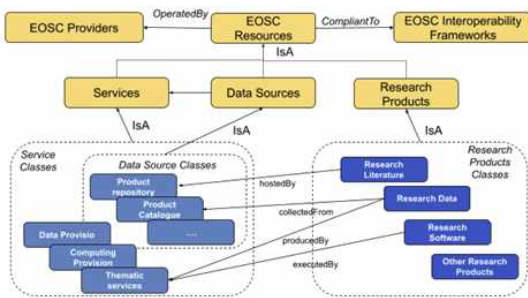 OperatedBy
CompliantTo
EOSC Providers
EOSC
Resources
EOSC Interoperability
Frameworks
IsA
Services
Data Sources
Research
Products
IsA
IsA
IsA
Service
Classes
Data Source Classes
Research
Products
Classes
Product
repository
Product
Catalogue
....
Research
Literature
hostedBy
Research Data
collectedFrom
Data Provisio
Computing
Provision
Thematic
services
producedBy
Research
Software
executedBy
Other Research
Products